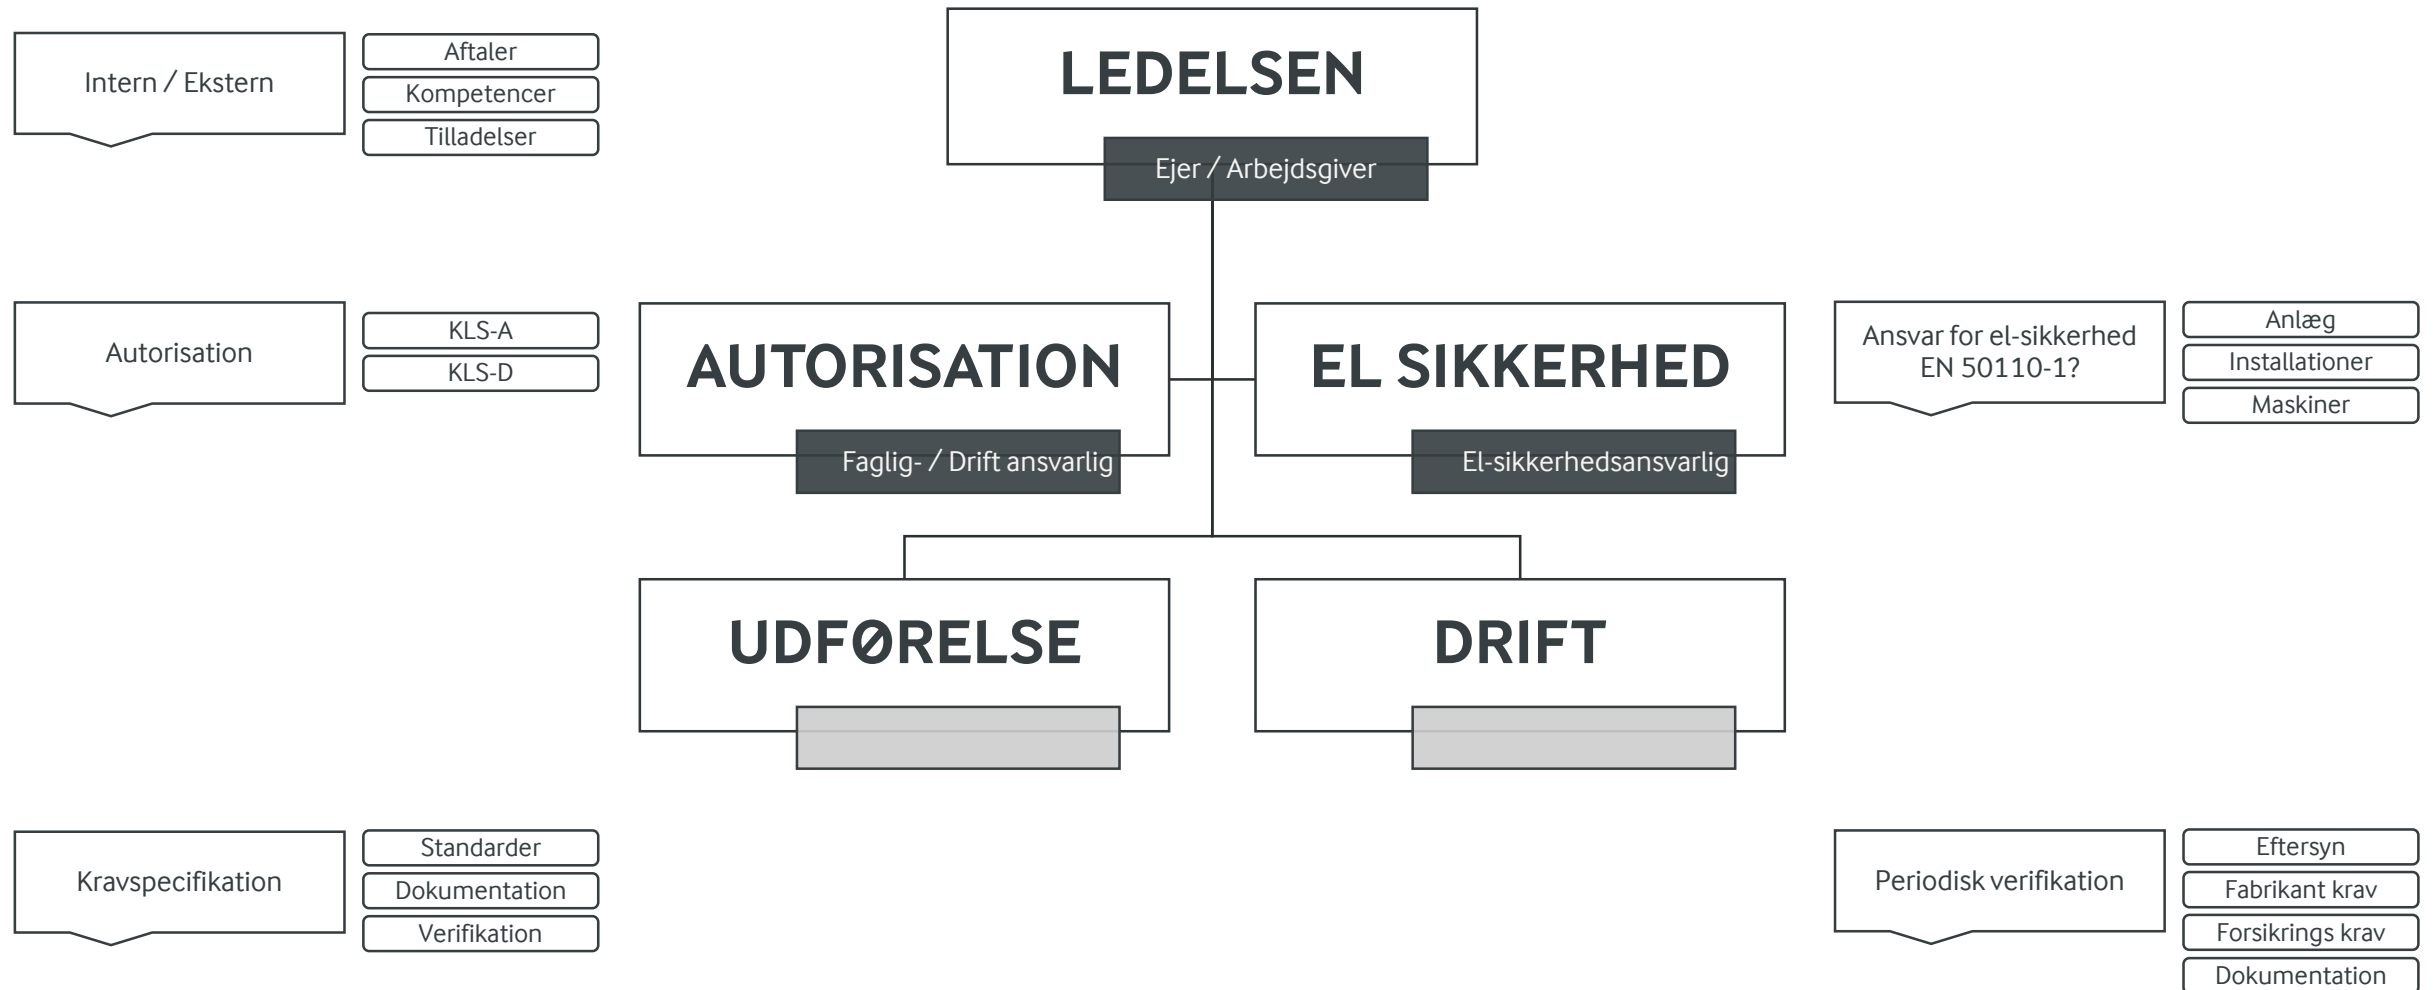 LEDELSEN
Ejer / Arbejdsgiver
Intern / Ekstern
Aftaler
Kompetencer
Tilladelser
Autorisation
KLS-A
KLS-D
AUTORISATION
Faglig- / Drift ansvarlig
EL SIKKERHED
El-sikkerhedsansvarlig
Ansvar for el-sikkerhed
EN 50110-1?
Anlæg
Installationer
Maskiner
UDFØRELSE
DRIFT
Kravspecifikation
Standarder
Dokumentation
Verifikation
Periodisk verifikation
Eftersyn
Fabrikant krav
Forsikrings krav
Dokumentation